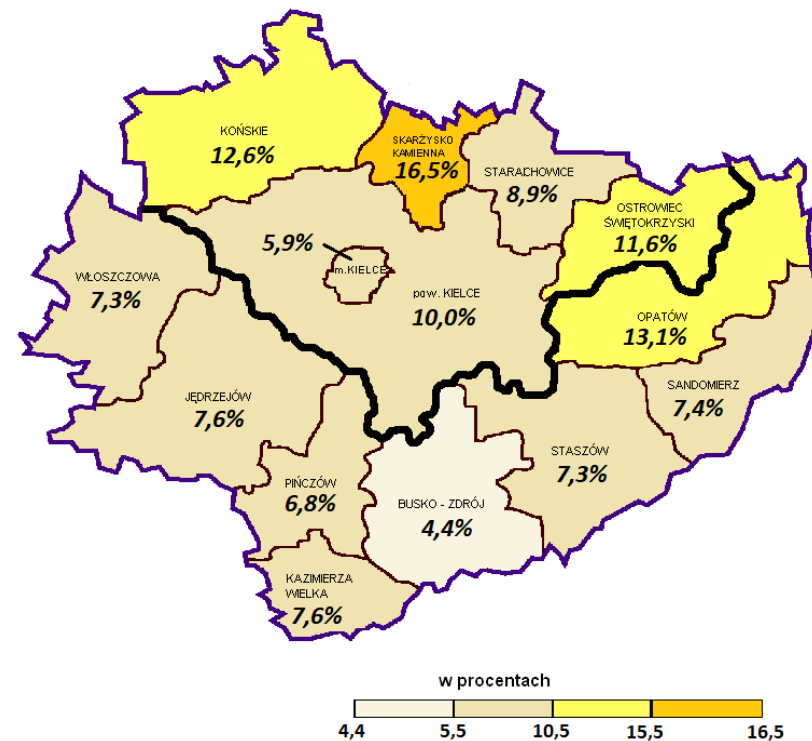 KOŃSKIE
12,6%
SKARŻYSKO
KAMIENNA
16,5%
STARACHOWICE
8,9%
OSTROWIEC
ŚWIĘTOKRZYSKI
11,6%
5,9%
m.KIELCE
WŁOSZCZOWA
7,3%
pow. KIELCE
10,0%
OPATÓW
13,1%
SANDOMIERZ
7,4%
JĘDRZEJÓW
7,6%
STASZÓW
7,3%
PIŃCZÓW
6,8%
BUSKO - ZDRÓJ
4,4%
KAZIMIERZA
WIELKA
7,6%
w procentach
4,4 5,5 10,5 15,5 16,5